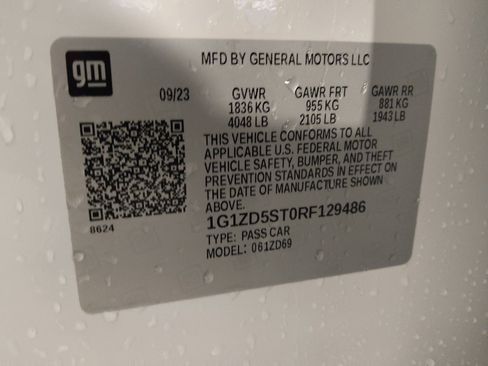 gm
MFD BY GENERAL MOTORS LLC
09/23 GVWR GAWR FRT GAWR RR
1836 KG 955 KG 881 KG
4048 LB 2105 LB 1943 LB
THIS VEHICLE CONFORMS TO ALL
APPLICABLE U.S. FEDERAL MOTOR
VEHICLE SAFETY, BUMPER, AND THEFT
PREVENTION STANDARDS IN EFFECT ON
THE DATE OF MANUFACTURE SHOWN
ABOVE.
8624
1G1ZD5ST0RF129486
TYPE: PASS CAR
MODEL: 061ZD69